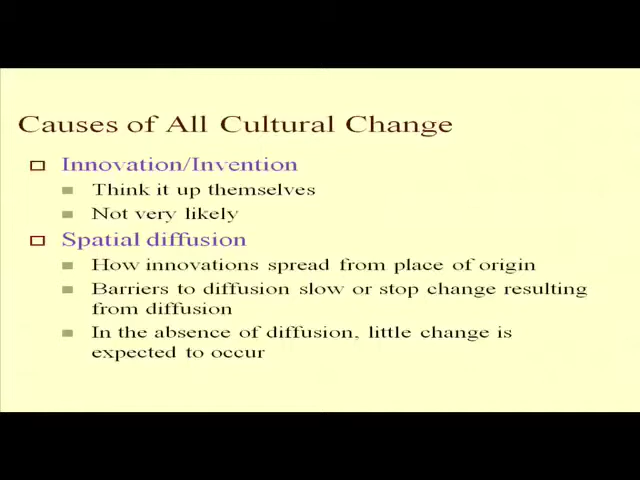 Causes of All Cultural Change
Innovation/Invention
Think it up themselves
Not very likely
Spatial diffusion
How innovations spread from place of origin
Barriers to diffusion slow or stop change resulting
from diffusion
In the absence of diffusion, little change is
expected to occur